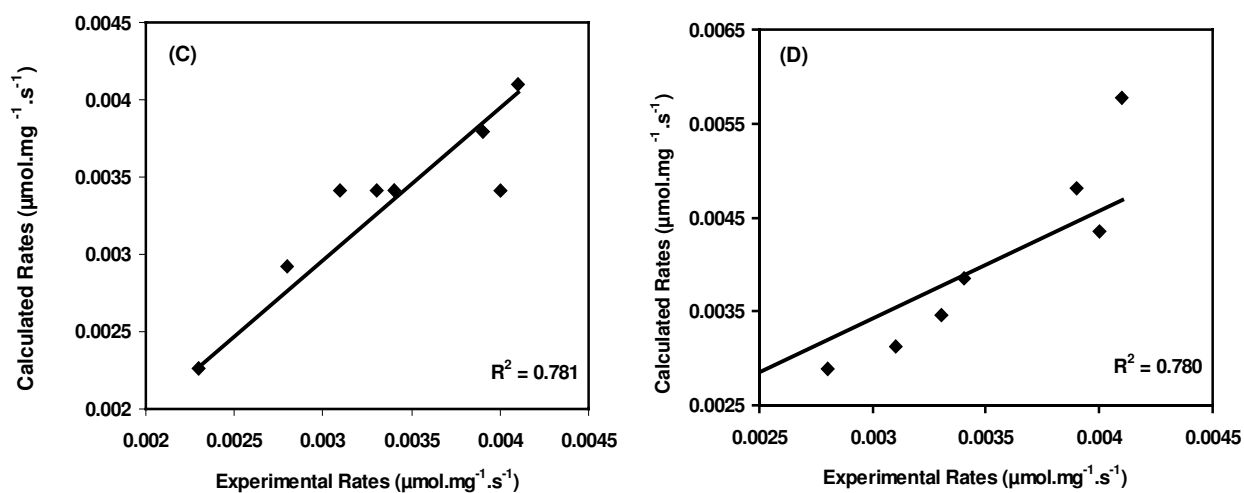 (C)
Calculated Rates (µmol.mg⁻¹.s⁻¹)
0.0045
0.004
0.0035
0.003
0.0025
0.002
R² = 0.781
0.002 0.0025 0.003 0.0035 0.004 0.0045
Experimental Rates (µmol.mg⁻¹.s⁻¹)
(D)
Calculated Rates (µmol.mg⁻¹.s⁻¹)
0.0065
0.0055
0.0045
0.0035
0.0025
R² = 0.780
0.0025 0.003 0.0035 0.004 0.0045
Experimental Rates (µmol.mg⁻¹.s⁻¹)